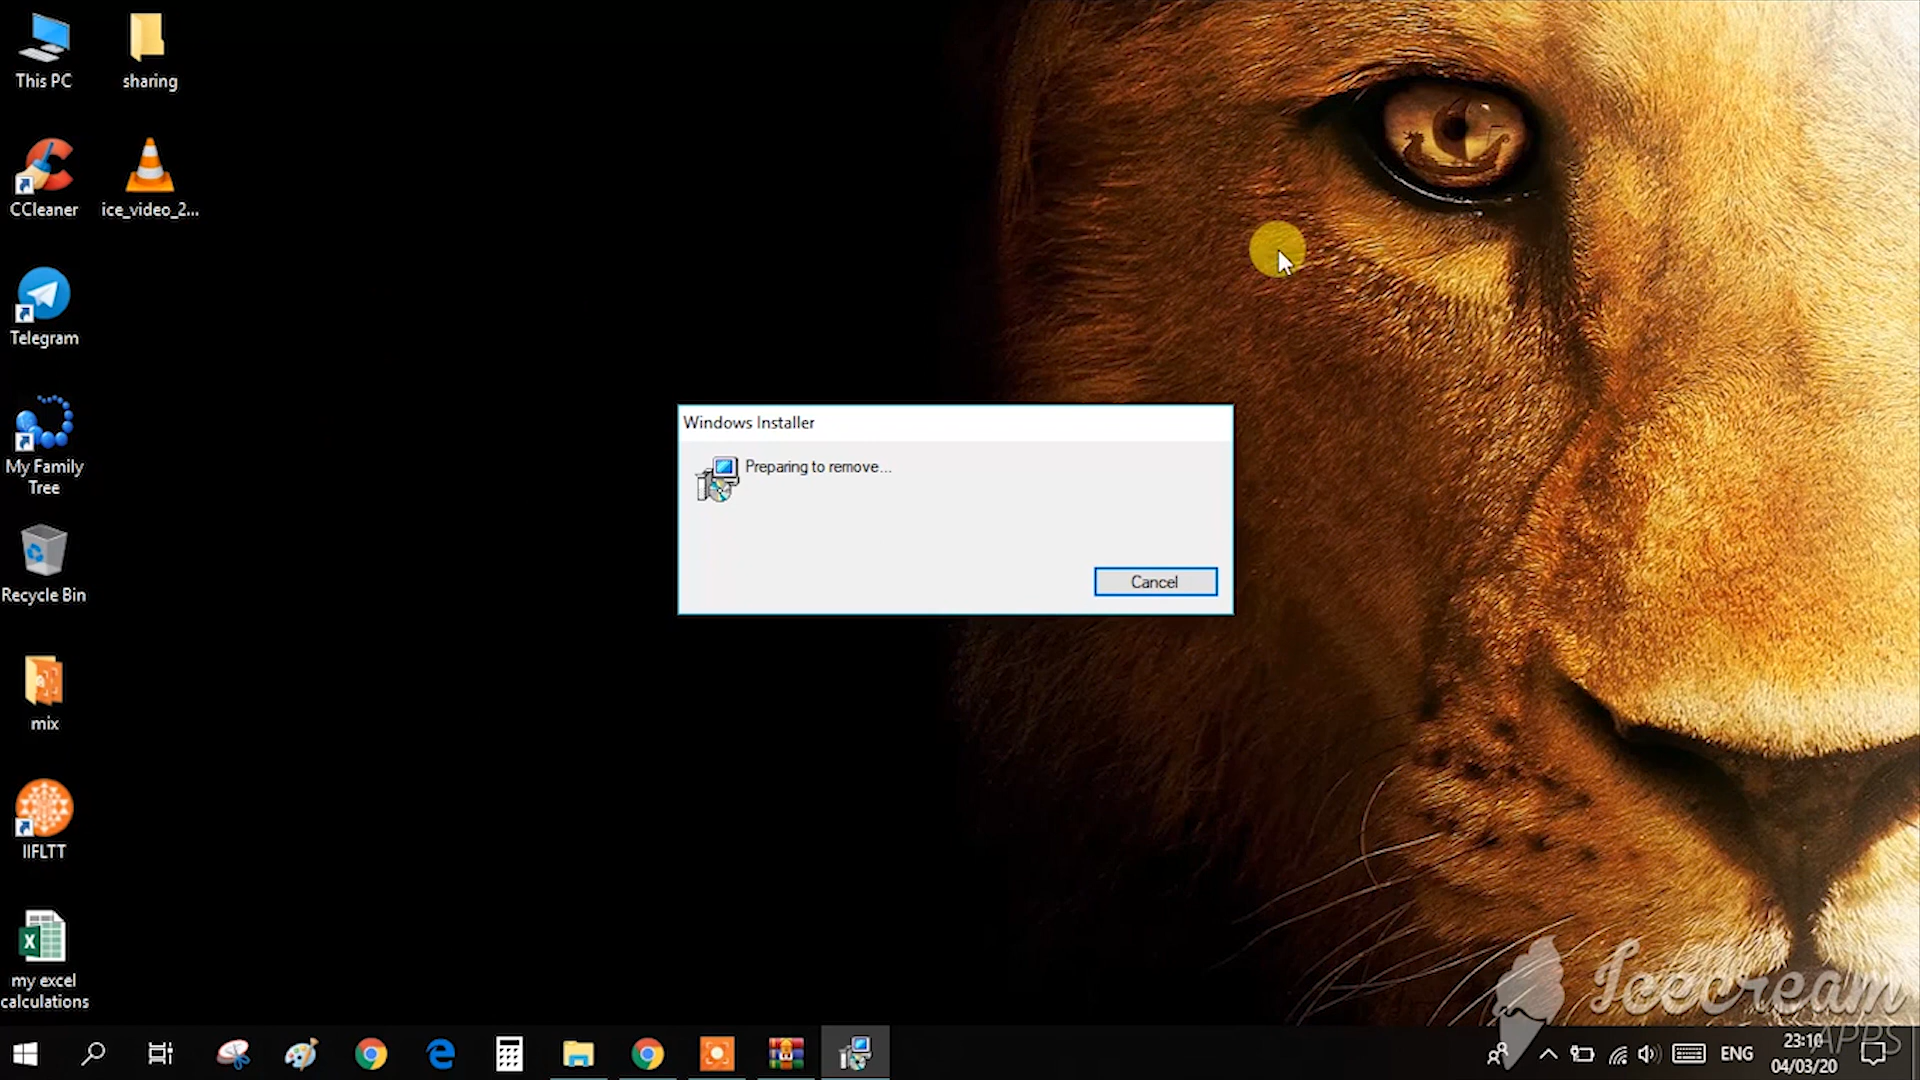 This PC
sharing
CCleaner
ice_video_2...
Telegram
My Family
Tree
Recycle Bin
mix
IIFLTT
my excel
calculations
Windows Installer
Preparing to remove...
Cancel
Icecream
APPS
ENG
23:10
04/03/20